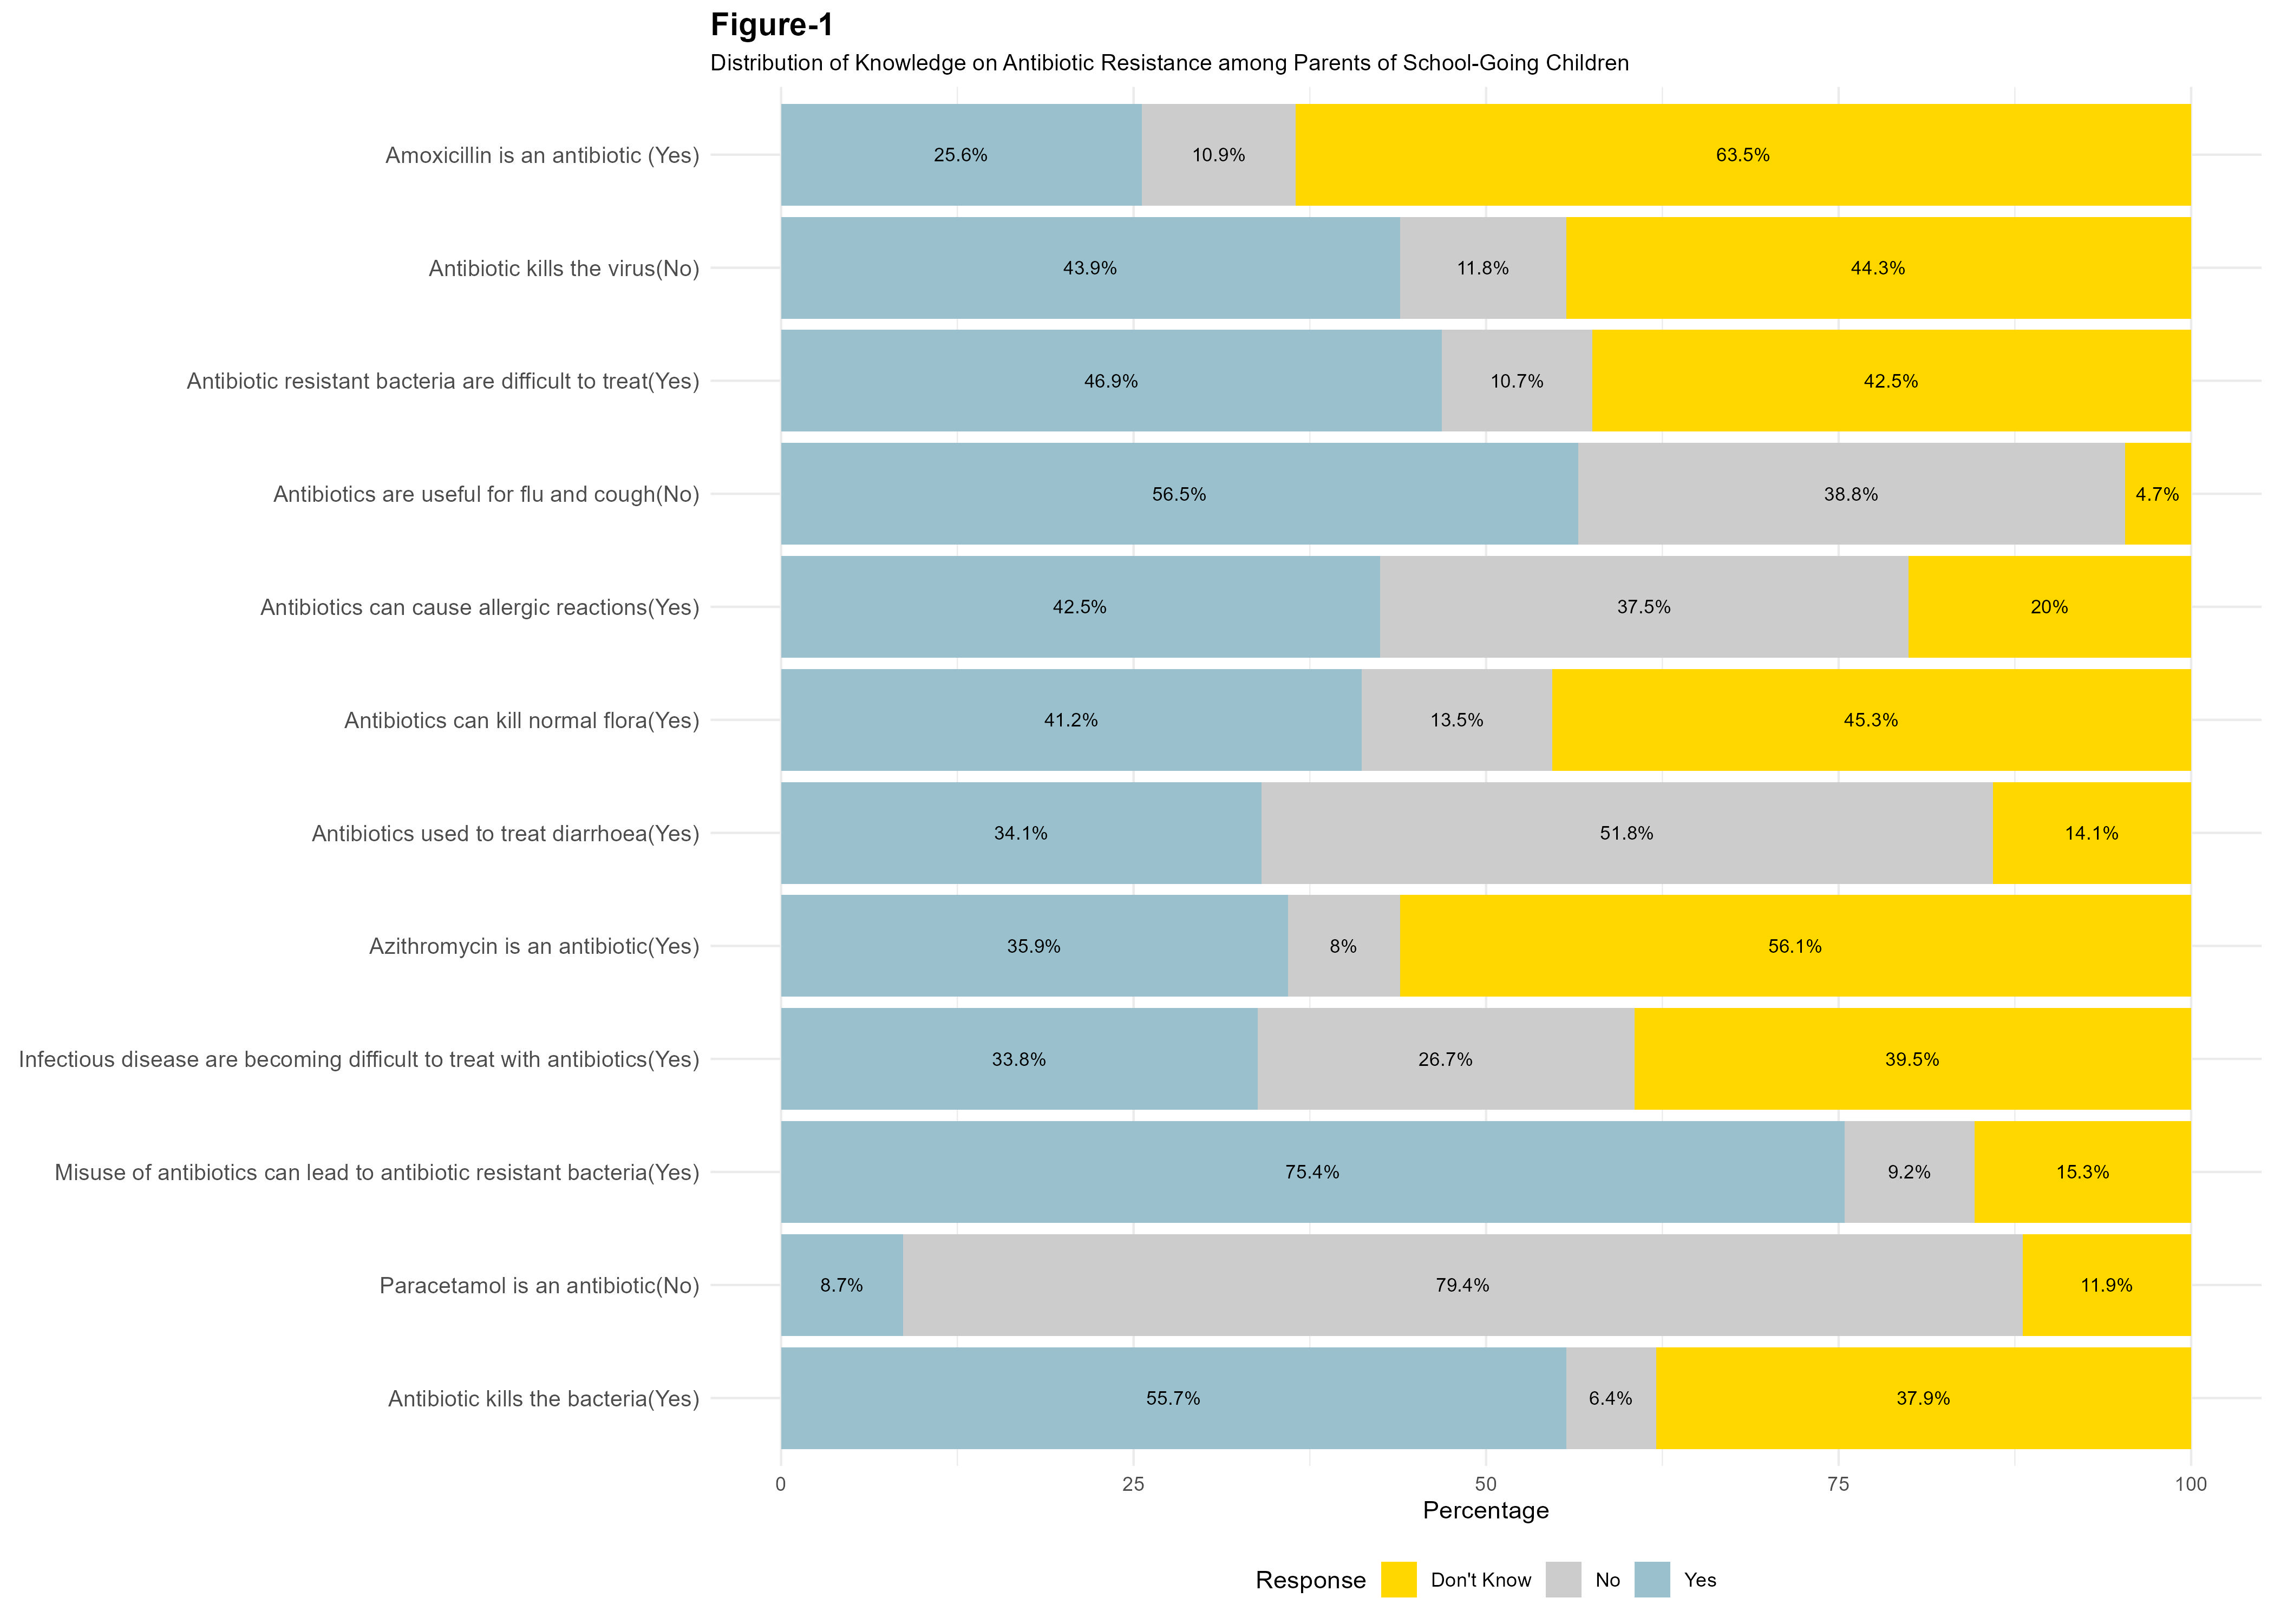 Figure-1
Distribution of Knowledge on Antibiotic Resistance among Parents of School-Going Children
Amoxicillin is an antibiotic (Yes) 25.6% 10.9% 63.5%
Antibiotic kills the virus(No) 43.9% 11.8% 44.3%
Antibiotic resistant bacteria are difficult to treat(Yes) 46.9% 10.7% 42.5%
Antibiotics are useful for flu and cough(No) 56.5% 38.8% 4.7%
Antibiotics can cause allergic reactions(Yes) 42.5% 37.5% 20%
Antibiotics can kill normal flora(Yes) 41.2% 13.5% 45.3%
Antibiotics used to treat diarrhoea(Yes) 34.1% 51.8% 14.1%
Azithromycin is an antibiotic(Yes) 35.9% 8% 56.1%
Infectious disease are becoming difficult to treat with antibiotics(Yes) 33.8% 26.7% 39.5%
Misuse of antibiotics can lead to antibiotic resistant bacteria(Yes) 75.4% 9.2% 15.3%
Paracetamol is an antibiotic(No) 8.7% 79.4% 11.9%
Antibiotic kills the bacteria(Yes) 55.7% 6.4% 37.9%
0 25 50 75 100
Percentage
Response Don't Know No Yes